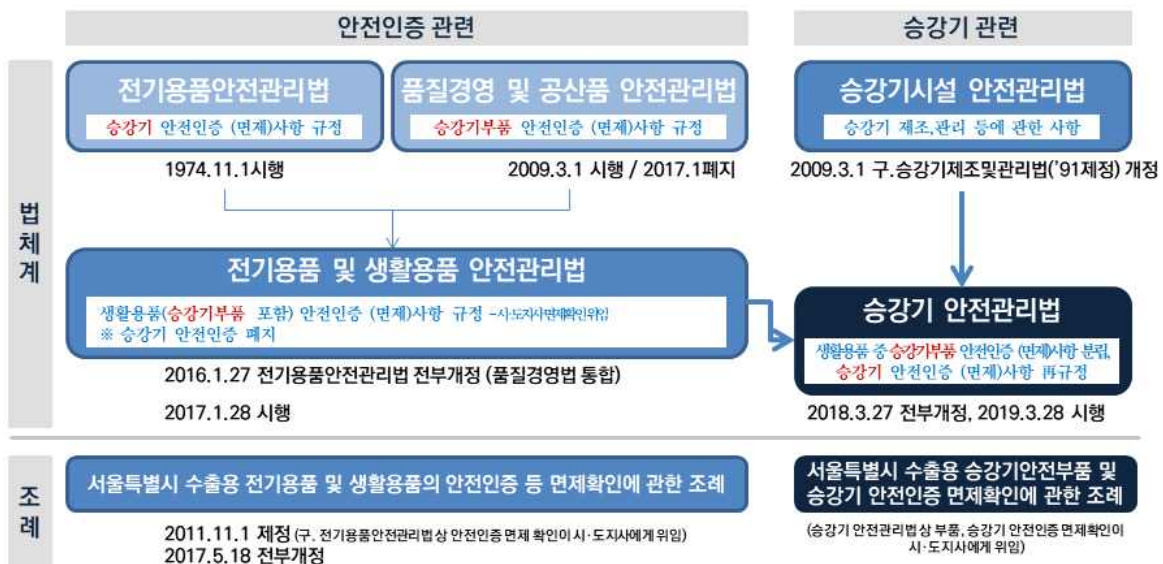 안전인증 관련
승강기 관련
법체계
전기용품안전관리법
승강기 안전인증 (면제)사항 규정
1974.11.1시행
품질경영 및 공산품 안전관리법
승강기부품 안전인증 (면제)사항 규정
2009.3.1 시행 / 2017.1폐지
승강기시설 안전관리법
승강기 제조,관리 등에 관한 사항
2009.3.1 구.승강기제조및관리법('91제정) 개정
전기용품 및 생활용품 안전관리법
생활용품(승강기부품 포함) 안전인증 (면제)사항 규정 -시·도지사면제확인위임
※ 승강기 안전인증 폐지
2016.1.27 전기용품안전관리법 전부개정 (품질경영법 통합)
2017.1.28 시행
승강기 안전관리법
생활용품 중 승강기부품 안전인증 (면제)사항 분립,
승강기 안전인증 (면제)사항 再규정
2018.3.27 전부개정, 2019.3.28 시행
조례
서울특별시 수출용 전기용품 및 생활용품의 안전인증 등 면제확인에 관한 조례
2011.11.1 제정 (구. 전기용품안전관리법상 안전인증 면제 확인이 시·도지사에게 위임)
2017.5.18 전부개정
서울특별시 수출용 승강기안전부품 및
승강기 안전인증 면제확인에 관한 조례
(승강기 안전관리법상 부품, 승강기 안전인증 면제확인이
시·도지사에게 위임)